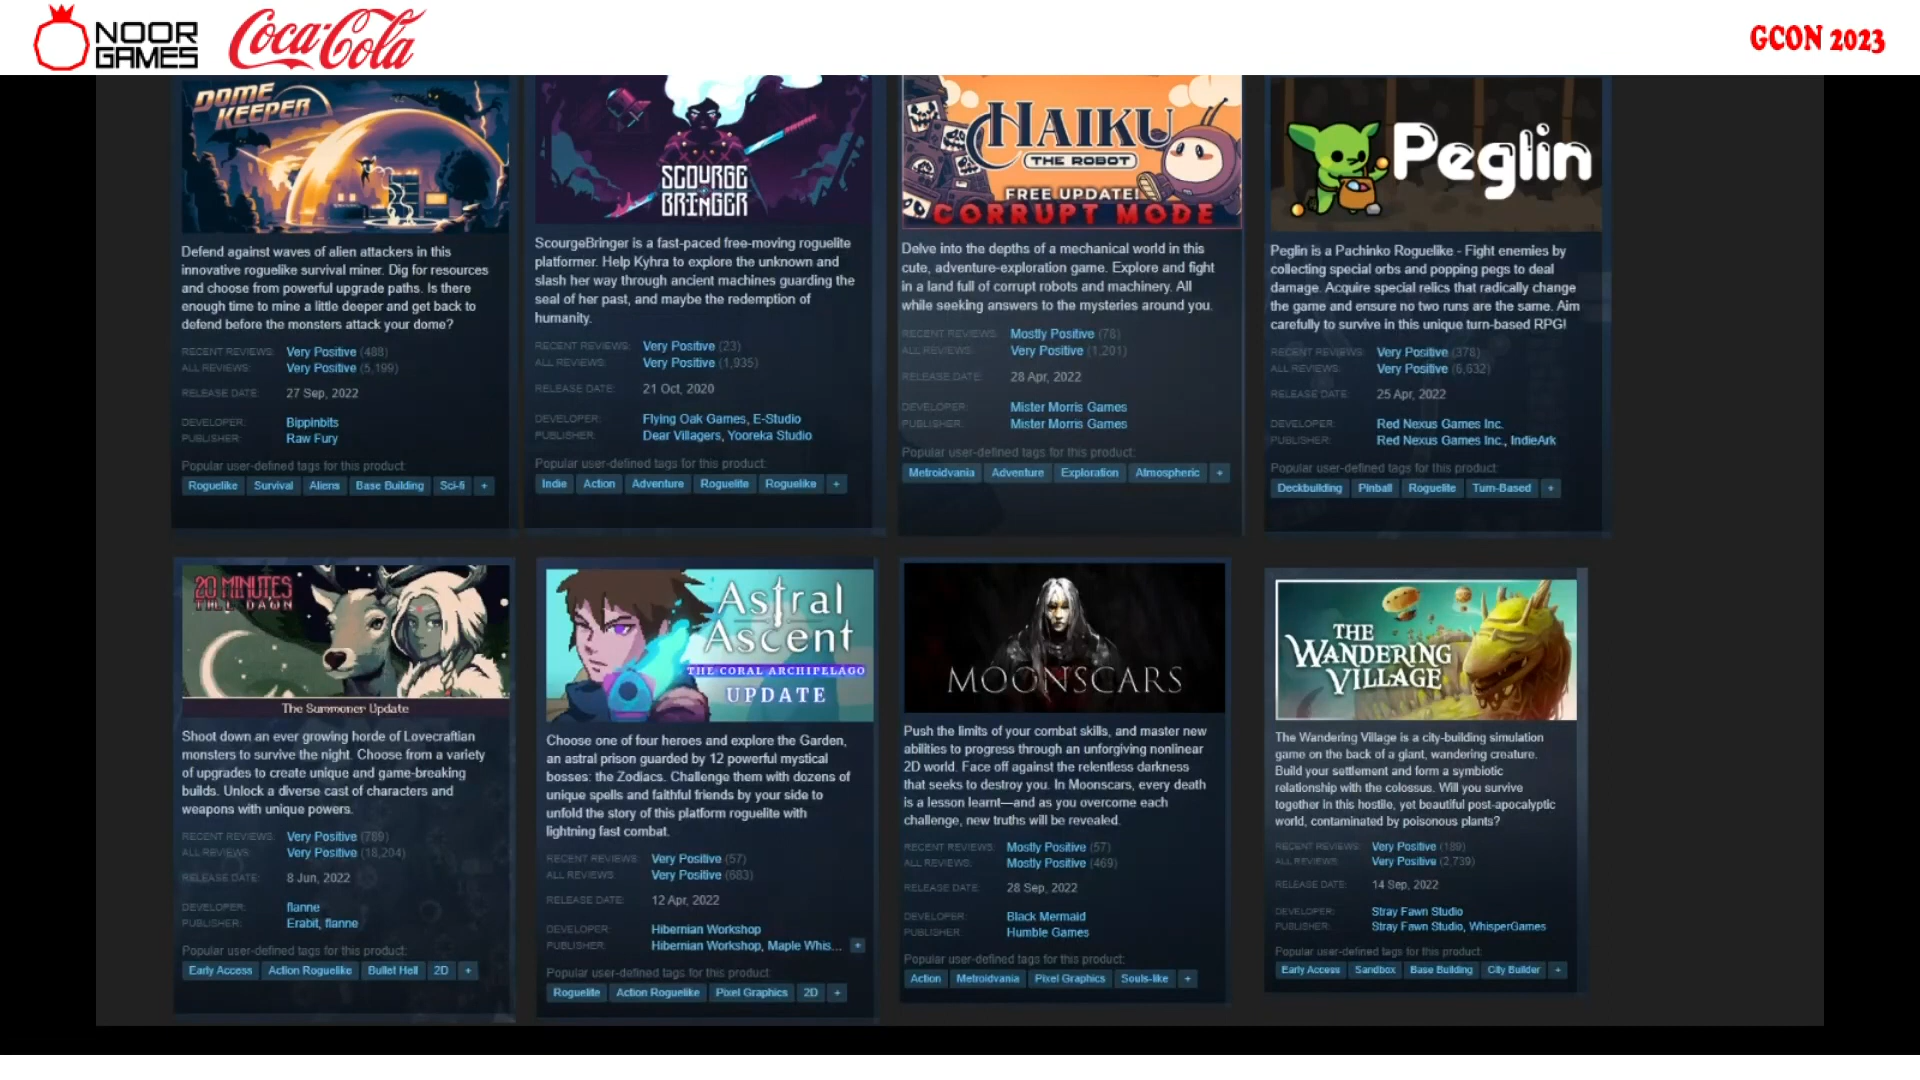 NOOR
GAMES
Coca-Cola
GCON 2023
DOME
KEEPER
Defend against waves of alien attackers in this
innovative roguelike survival miner. Dig for resources
and choose from powerful upgrade paths. Is there
enough time to mine a little deeper and get back to
defend before the monsters attack your dome?
RECENT REVIEWS: Very Positive (488)
ALL REVIEWS: Very Positive (5,199)
RELEASE DATE: 27 Sep, 2022
DEVELOPER: Bippinbits
PUBLISHER: Raw Fury
Popular user-defined tags for this product:
Roguelike Survival Aliens Base Building Sci-fi +
SCOURGE
BRINGER
ScourgeBringer is a fast-paced free-moving roguelite
platformer. Help Kyhra to explore the unknown and
slash her way through ancient machines guarding the
seal of her past, and maybe the redemption of
humanity.
RECENT REVIEWS: Very Positive (23)
ALL REVIEWS: Very Positive (1,935)
RELEASE DATE: 21 Oct, 2020
DEVELOPER: Flying Oak Games, E-Studio
PUBLISHER: Dear Villagers, Yooreka Studio
Popular user-defined tags for this product:
Indie Action Adventure Roguelite Roguelike +
HAIKU
THE ROBOT
FREE UPDATE!
CORRUPT MODE
Delve into the depths of a mechanical world in this
cute, adventure-exploration game. Explore and fight
in a land full of corrupt robots and machinery. All
while seeking answers to the mysteries around you.
RECENT REVIEWS: Mostly Positive (78)
ALL REVIEWS: Very Positive (1,201)
RELEASE DATE: 28 Apr, 2022
DEVELOPER: Mister Morris Games
PUBLISHER: Mister Morris Games
Popular user-defined tags for this product:
Metroidvania Adventure Exploration Atmospheric +
Peglin
Peglin is a Pachinko Roguelike - Fight enemies by
collecting special orbs and popping pegs to deal
damage. Acquire special relics that radically change
the game and ensure no two runs are the same. Aim
carefully to survive in this unique turn-based RPG!
RECENT REVIEWS: Very Positive (378)
ALL REVIEWS: Very Positive (6,632)
RELEASE DATE: 25 Apr, 2022
DEVELOPER: Red Nexus Games Inc.
PUBLISHER: Red Nexus Games Inc., IndieArk
Popular user-defined tags for this product:
Deckbuilding Pinball Roguelite Turn-Based +
20 MINUTES
TILL DAWN
The Summoner Update
Shoot down an ever growing horde of Lovecraftian
monsters to survive the night. Choose from a variety
of upgrades to create unique and game-breaking
builds. Unlock a diverse cast of characters and
weapons with unique powers.
RECENT REVIEWS: Very Positive (789)
ALL REVIEWS: Very Positive (18,204)
RELEASE DATE: 8 Jun, 2022
DEVELOPER: flanne
PUBLISHER: Erabit, flanne
Popular user-defined tags for this product:
Early Access Action Roguelike Bullet Hell 2D +
Astral
Ascent
THE CORAL ARCHIPELAGO
UPDATE
Choose one of four heroes and explore the Garden,
an astral prison guarded by 12 powerful mystical
bosses: the Zodiacs. Challenge them with dozens of
unique spells and faithful friends by your side to
unfold the story of this platform roguelite with
lightning fast combat.
RECENT REVIEWS: Very Positive (57)
ALL REVIEWS: Very Positive (683)
RELEASE DATE: 12 Apr, 2022
DEVELOPER: Hibernian Workshop
PUBLISHER: Hibernian Workshop, Maple Whis... +
Popular user-defined tags for this product:
Roguelite Action Roguelike Pixel Graphics 2D +
MOONSCARS
Push the limits of your combat skills, and master new
abilities to progress through an unforgiving nonlinear
2D world. Face off against the relentless darkness
that seeks to destroy you. In Moonscars, every death
is a lesson learnt—and as you overcome each
challenge, new truths will be revealed.
RECENT REVIEWS: Mostly Positive (57)
ALL REVIEWS: Mostly Positive (469)
RELEASE DATE: 28 Sep, 2022
DEVELOPER: Black Mermaid
PUBLISHER: Humble Games
Popular user-defined tags for this product:
Action Metroidvania Pixel Graphics Souls-like +
THE
WANDERING
VILLAGE
The Wandering Village is a city-building simulation
game on the back of a giant, wandering creature.
Build your settlement and form a symbiotic
relationship with the colossus. Will you survive
together in this hostile, yet beautiful post-apocalyptic
world, contaminated by poisonous plants?
RECENT REVIEWS: Very Positive (189)
ALL REVIEWS: Very Positive (2,739)
RELEASE DATE: 14 Sep, 2022
DEVELOPER: Stray Fawn Studio
PUBLISHER: Stray Fawn Studio, WhisperGames
Popular user-defined tags for this product:
Early Access Sandbox Base Building City Builder +